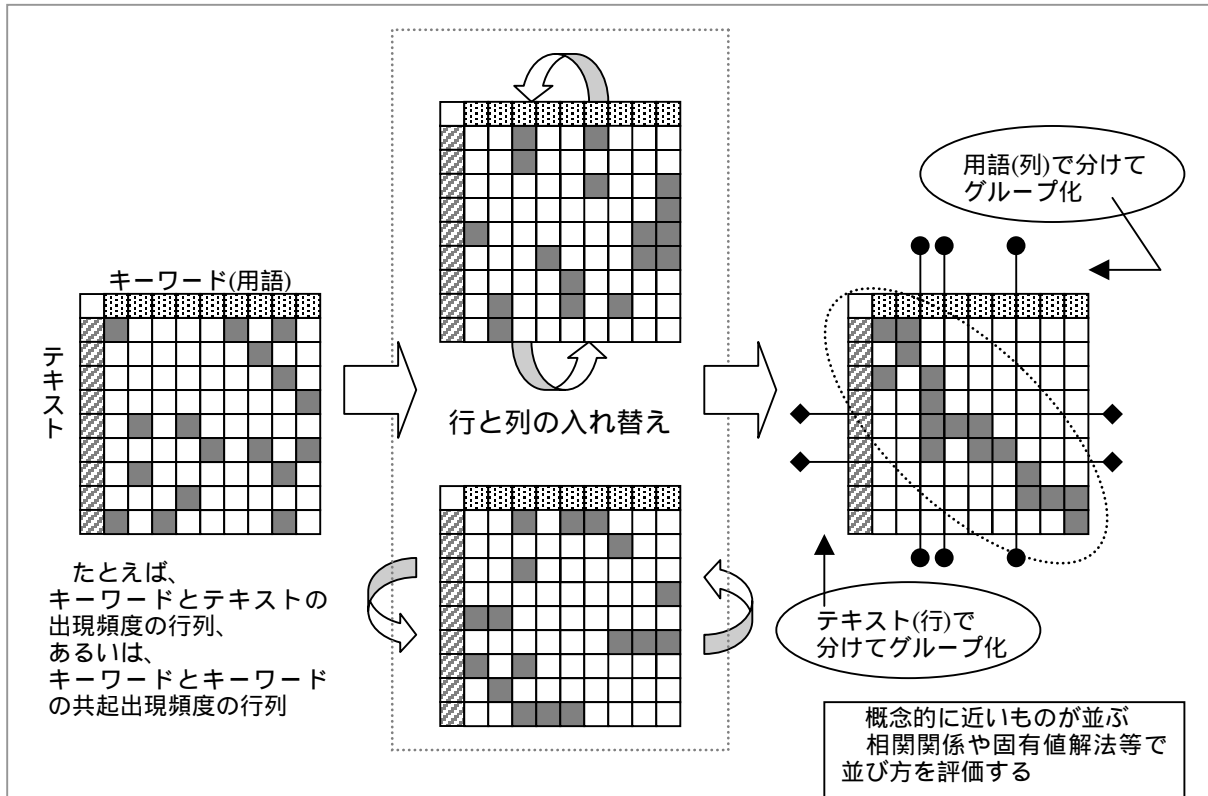 キーワード(用語)
テキスト
たとえば、
キーワードとテキストの
出現頻度の行列、
あるいは、
キーワードとキーワード
の共起出現頻度の行列
行と列の入れ替え
用語(列)で分けて
グループ化
テキスト(行)で
分けてグループ化
概念的に近いものが並ぶ
相関関係や固有値解法等で
並び方を評価する